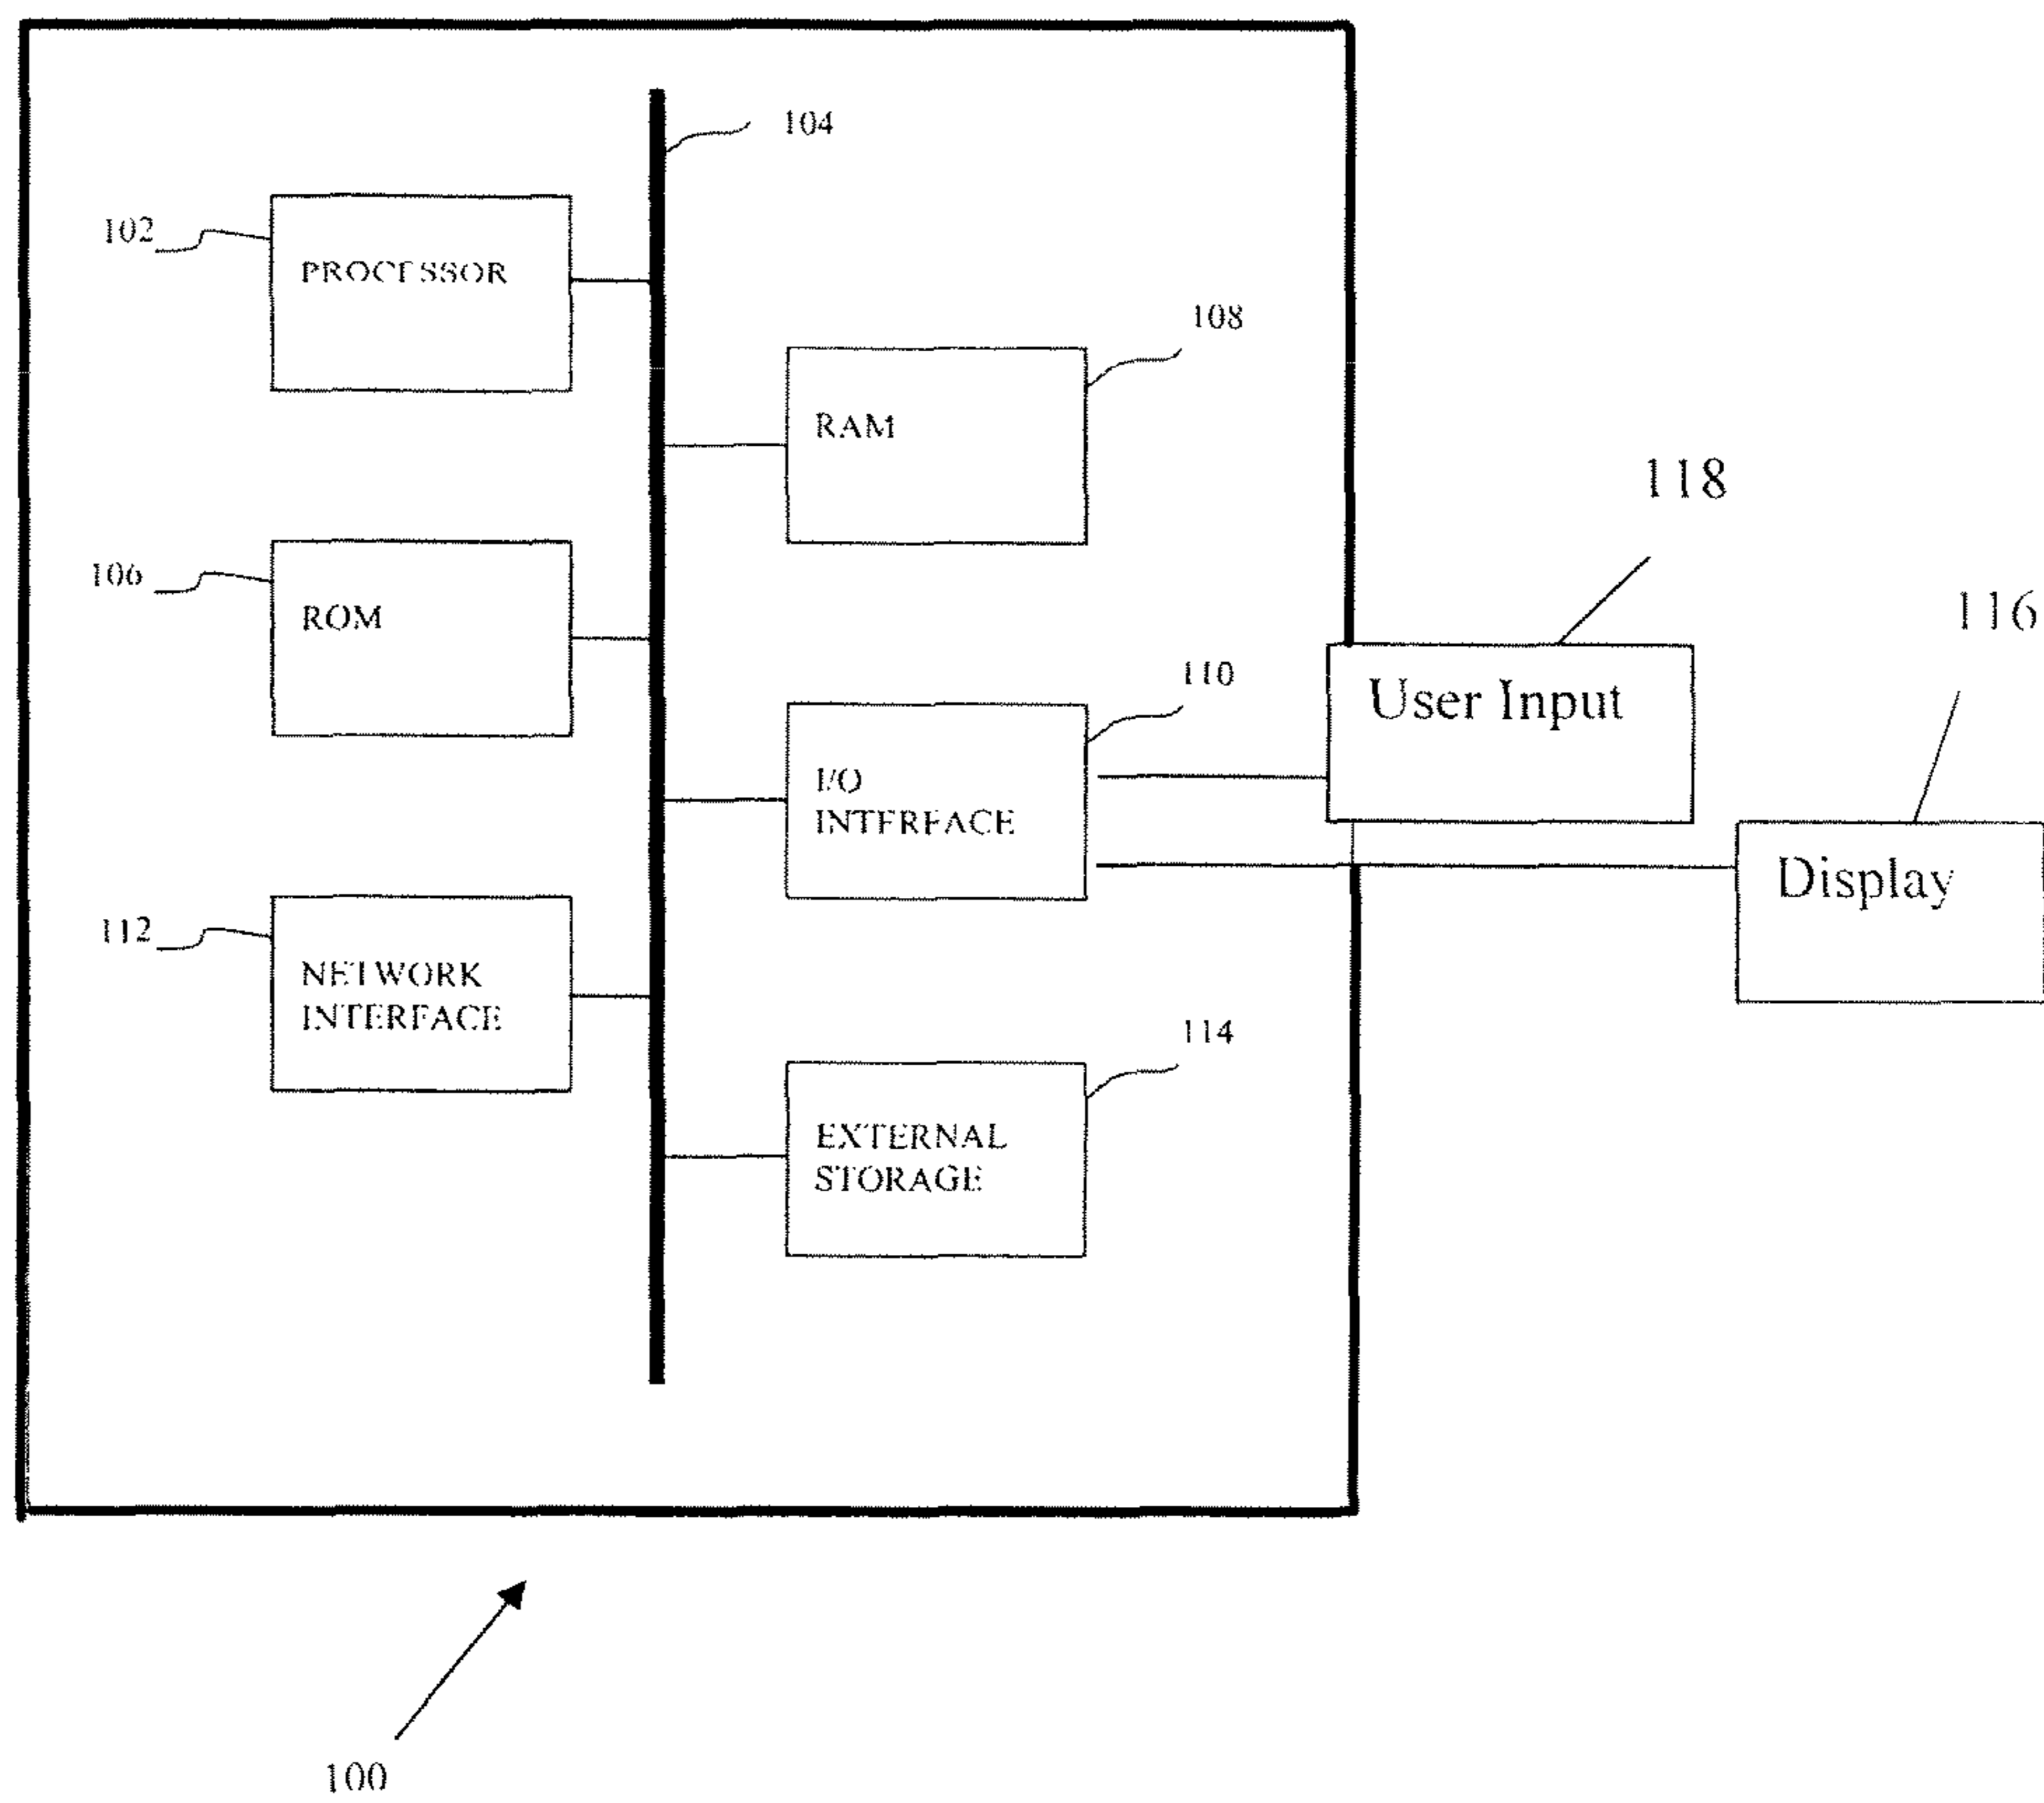 104
102
PROCESSOR
108
RAM
118
106
ROM
116
110
User Input
I/O
INTERFACE
Display
112
NETWORK
INTERFACE
114
EXTERNAL
STORAGE
100